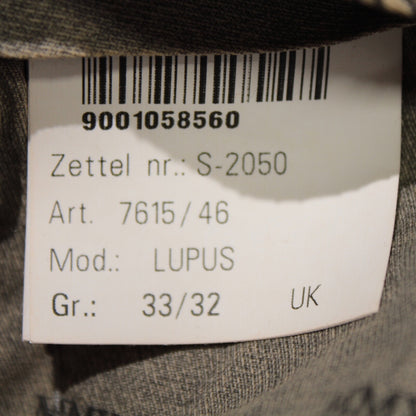 9001058560
Zettel nr.: S-2050
Art. 7615/46
Mod.: LUPUS
Gr.: 33/32 UK